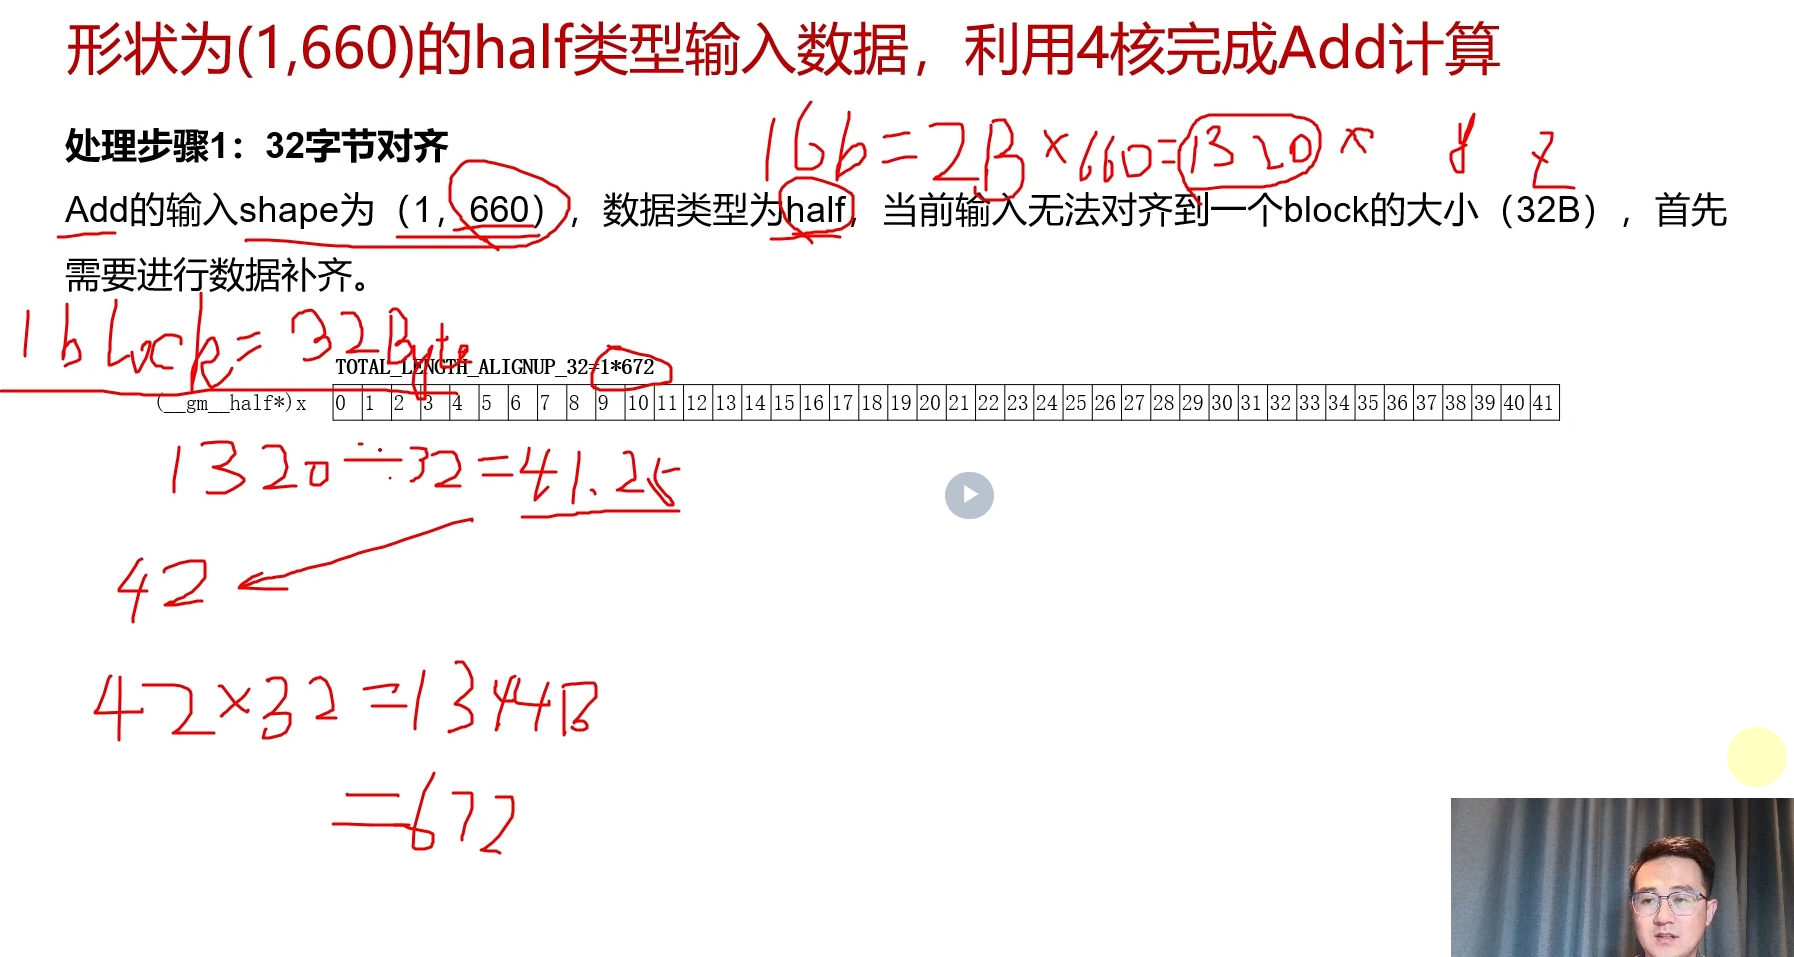 形状为(1,660)的half类型输入数据，利用4核完成Add计算
处理步骤1：32字节对齐
16b=2B×660=1320× y z
Add的输入shape为（1，660），数据类型为half，当前输入无法对齐到一个block的大小（32B），首先
需要进行数据补齐。
1block=32Byte
TOTAL_LENGTH_ALIGNUP_32=1*672
(__gm__half*)x 0 1 2 3 4 5 6 7 8 9 10 11 12 13 14 15 16 17 18 19 20 21 22 23 24 25 26 27 28 29 30 31 32 33 34 35 36 37 38 39 40 41
1320÷32=41.25
42
42×32=1344B
=672